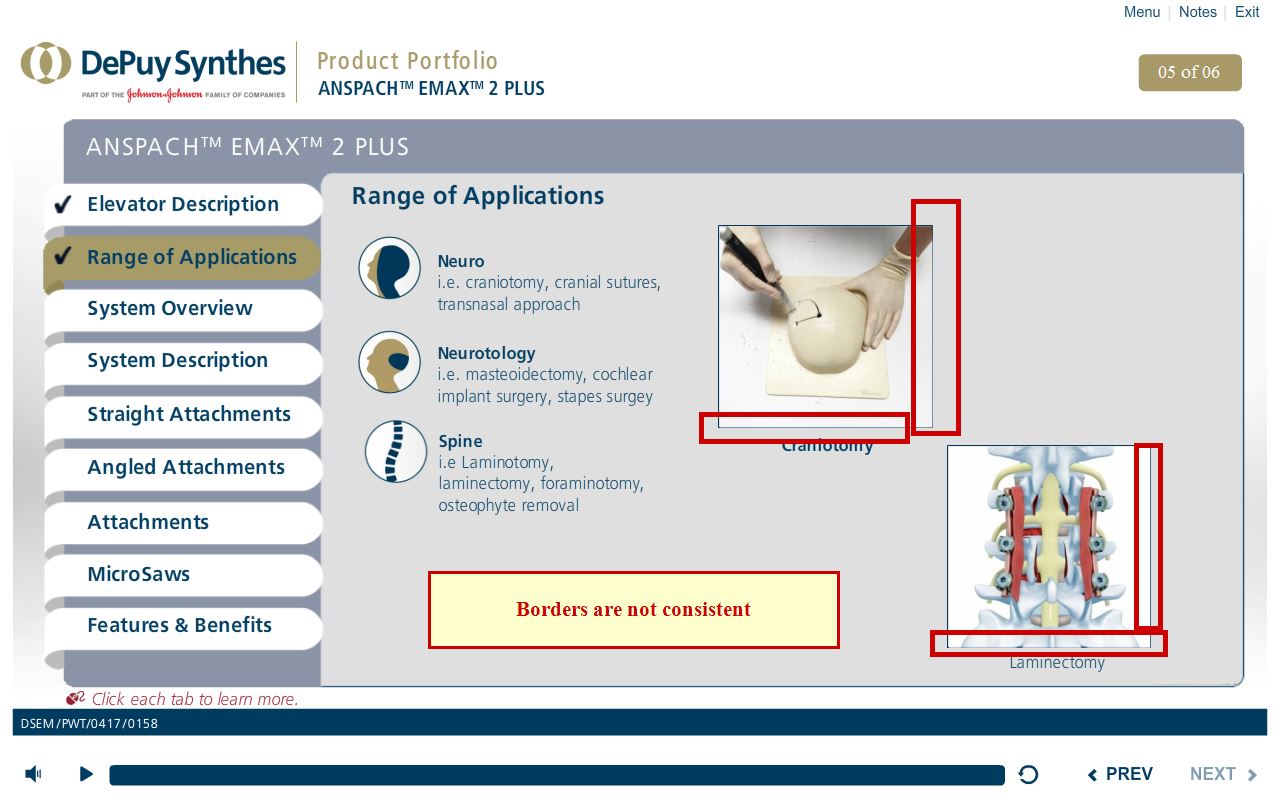 Menu | Notes | Exit
DePuy Synthes
PART OF THE Johnson & Johnson FAMILY OF COMPANIES
Product Portfolio
ANSPACH™ EMAX™ 2 PLUS
05 of 06
ANSPACH™ EMAX™ 2 PLUS
Elevator Description
Range of Applications
System Overview
System Description
Straight Attachments
Angled Attachments
Attachments
MicroSaws
Features & Benefits
Range of Applications
Neuro
i.e. craniotomy, cranial sutures,
transnasal approach
Neurotology
i.e. masteoidectomy, cochlear
implant surgery, stapes surgey
Spine
i.e Laminotomy,
laminectomy, foraminotomy,
osteophyte removal
Craniotomy
Laminectomy
Borders are not consistent
Click each tab to learn more.
DSEM/PWT/0417/0158
PREV
NEXT